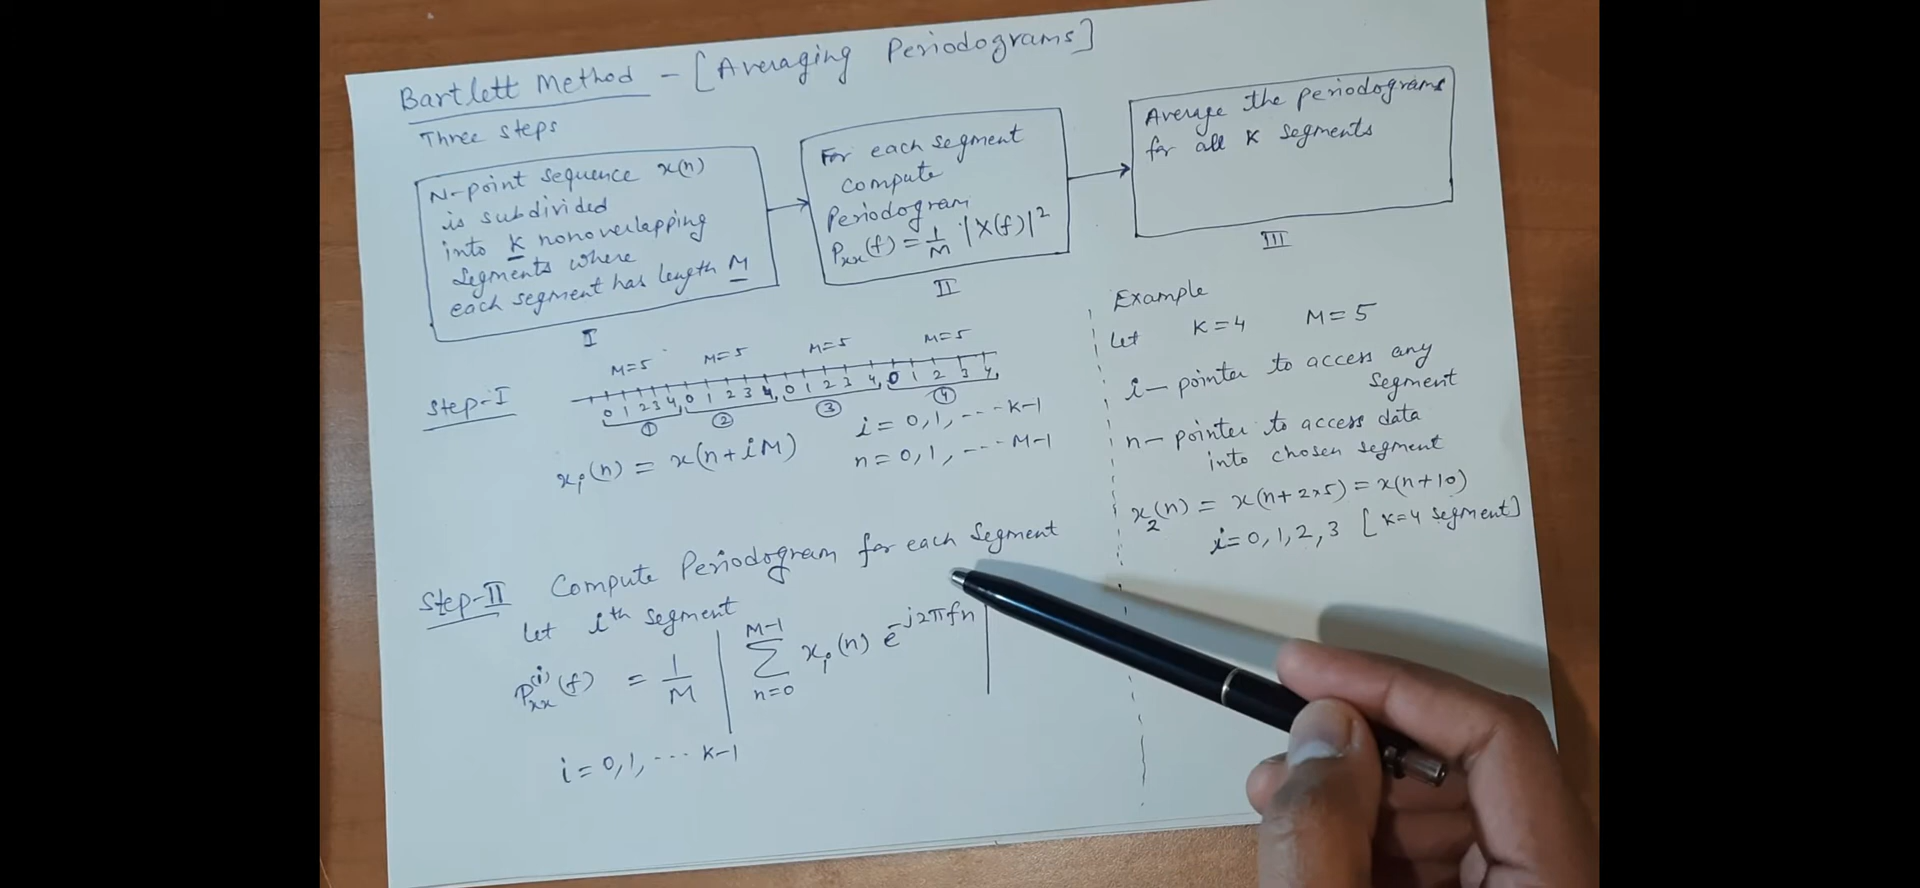 Bartlett Method - [Averaging Periodograms]
Three steps
N-point sequence x(n)
is subdivided
into K nonoverlapping
segments where
each segment has length M
I
For each segment
compute
Periodogram
Pxx(f) = 1/M |X(f)|²
II
Average the periodograms
for all K segments
III
Step-I
M=5 M=5 M=5 M=5
0 1 2 3 4 0 1 2 3 4 0 1 2 3 4 0 1 2 3 4
① ② ③ ④
xᵢ(n) = x(n+iM)
i = 0,1, ---- K-1
n = 0,1, ---- M-1
Step-II Compute Periodogram for each segment
Let ith segment
Pxx⁽ⁱ⁾(f) = 1/M | M-1 Σ n=0 xᵢ(n) e^-j2πfn |
i = 0,1, ---- K-1
Example
Let K=4 M=5
i- pointer to access any
segment
n- pointer to access data
into chosen segment
x₂(n) = x(n+2×5) = x(n+10)
i=0,1,2,3 [K=4 segment]